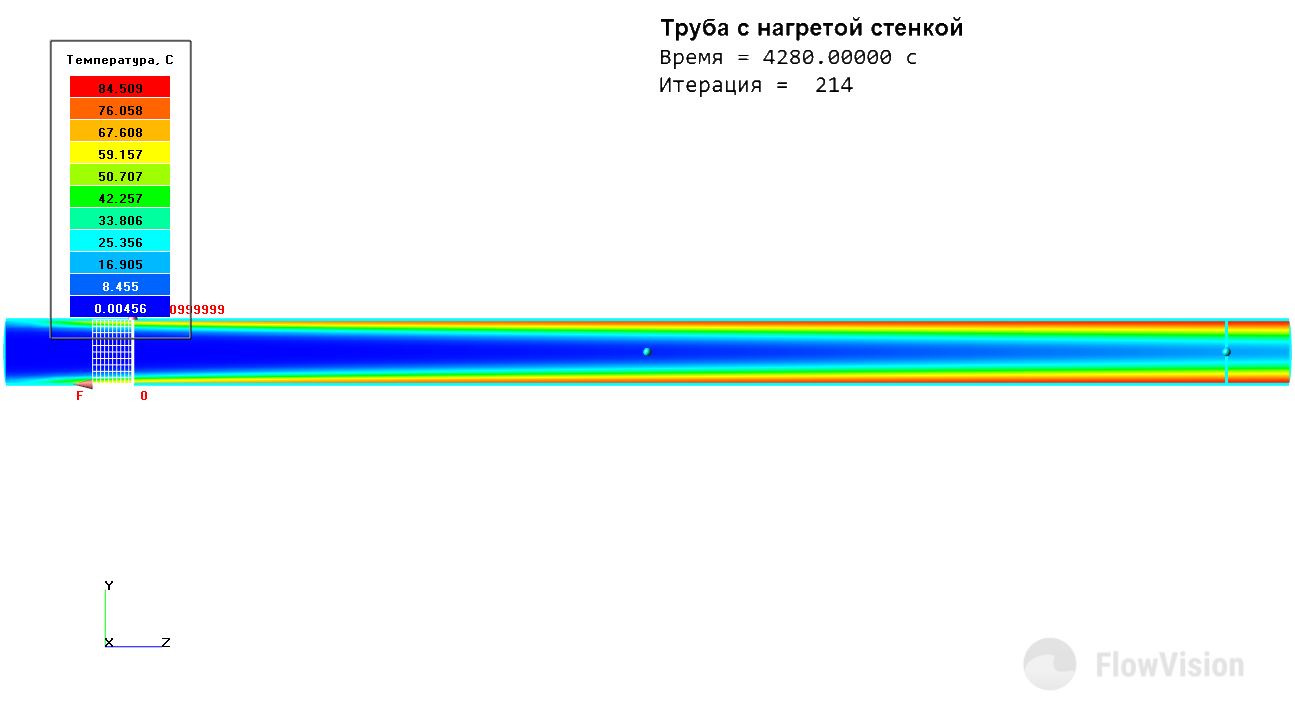 Труба с нагретой стенкой
Время = 4280.00000 с
Итерация =  214
Температура, С
84.509
76.058
67.608
59.157
50.707
42.257
33.806
25.356
16.905
8.455
0.00456
0999999
F
0
Y
X
Z
FlowVision